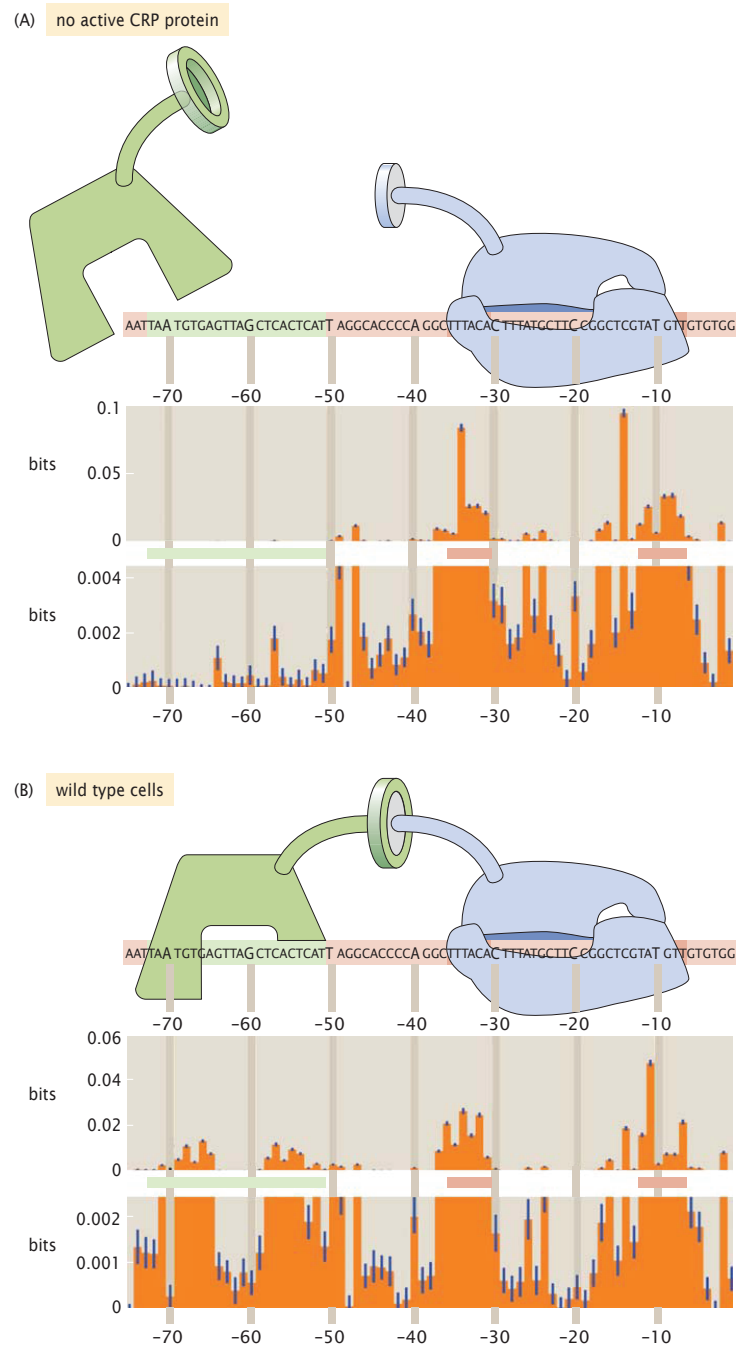 (A) no active CRP protein
AATTAATGTGAGTTAGCTCACTCATTAGGCACCCCAGGCTTTACACTTTATGCTTCCGGCTCGTATGTTGTGTGG
−70 −60 −50 −40 −30 −20 −10
0.1
bits
0.05
0
0.004
bits
0.002
0
−70 −60 −50 −40 −30 −20 −10
(B) wild type cells
AATTAATGTGAGTTAGCTCACTCATTAGGCACCCCAGGCTTTACACTTTATGCTTCCGGCTCGTATGTTGTGTGG
−70 −60 −50 −40 −30 −20 −10
0.06
0.04
bits
0.02
0
0.002
bits
0.001
0
−70 −60 −50 −40 −30 −20 −10